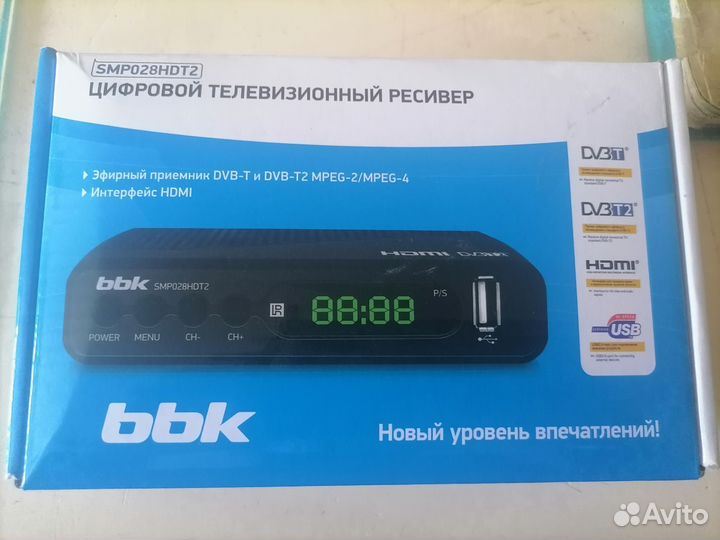 SMP028HDT2
ЦИФРОВОЙ ТЕЛЕВИЗИОННЫЙ РЕСИВЕР
Эфирный приемник DVB-T и DVB-T2 MPEG-2/MPEG-4
Интерфейс HDMI
DVB T
DVB T2
HDMI
USB
HDMI
bbk SMP028HDT2
88:88
P/S
POWER MENU CH- CH+
bbk
Новый уровень впечатлений!
Avito